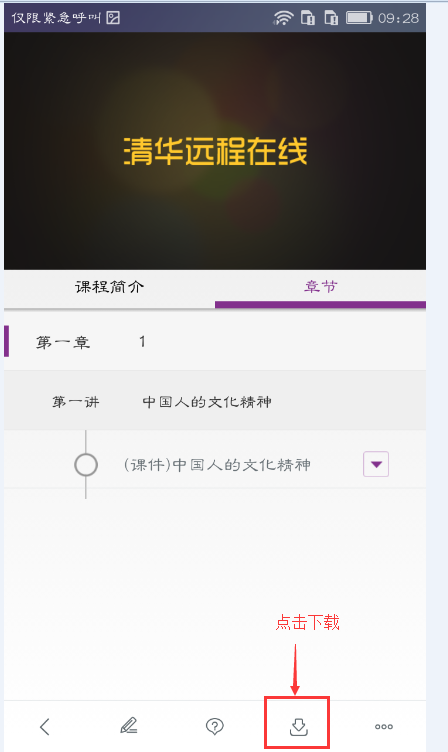 仅限紧急呼叫 09:28
清华远程在线
课程简介 章节
第一章 1
第一讲 中国人的文化精神
(课件)中国人的文化精神
点击下载